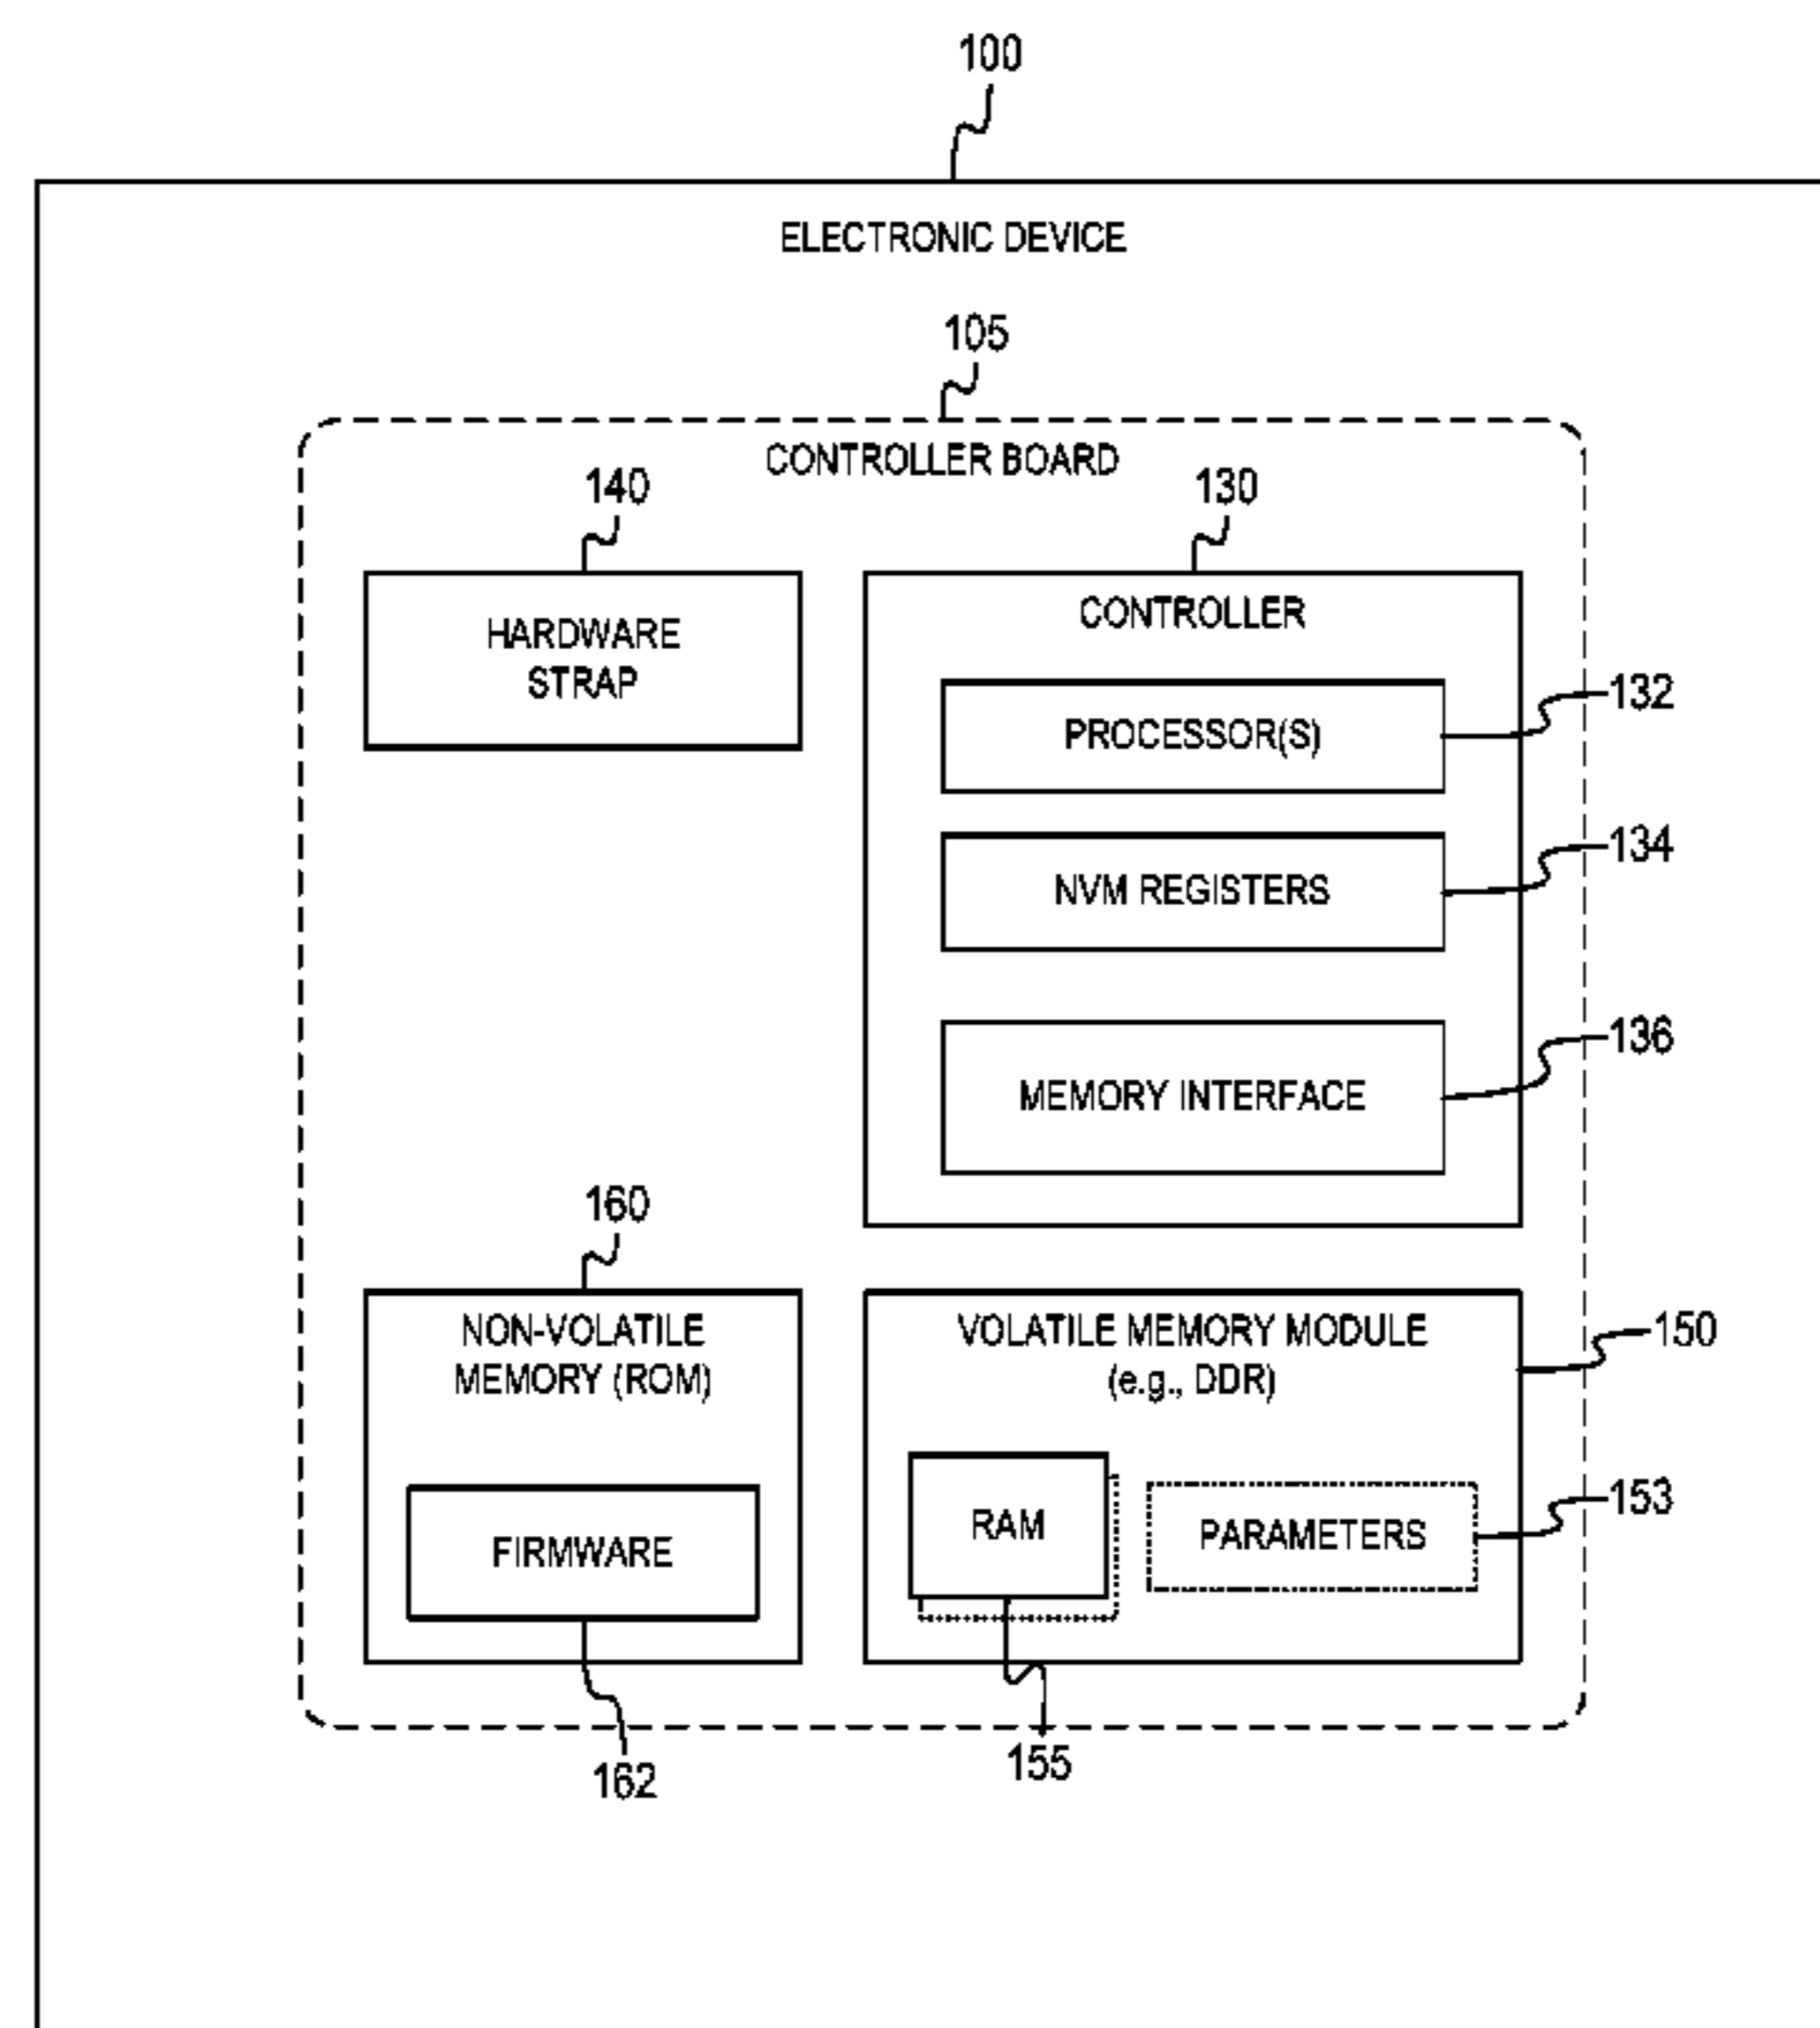 100
ELECTRONIC DEVICE
105
CONTROLLER BOARD
140
130
HARDWARE
STRAP
CONTROLLER
PROCESSOR(S)
132
NVM REGISTERS
134
MEMORY INTERFACE
136
160
NON-VOLATILE
MEMORY (ROM)
FIRMWARE
162
VOLATILE MEMORY MODULE
(e.g., DDR)
150
RAM
PARAMETERS
153
155